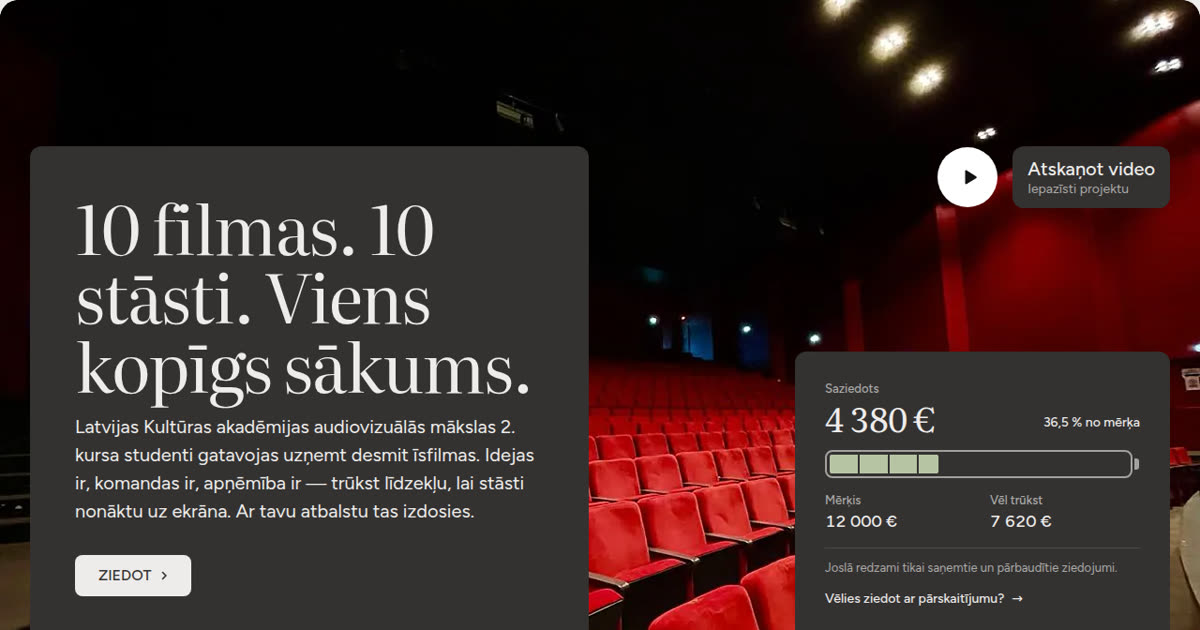 10 filmas. 10
stāsti. Viens
kopīgs sākums.
Latvijas Kultūras akadēmijas audiovizuālās mākslas 2.
kursa studenti gatavojas uzņemt desmit īsfilmas. Idejas
ir, komandas ir, apņēmība ir — trūkst līdzekļu, lai stāsti
nonāktu uz ekrāna. Ar tavu atbalstu tas izdosies.
ZIEDOT ›
Atskaņot video
Iepazīsti projektu
Saziedots
4 380 €
36,5 % no mērķa
Mērķis
Vēl trūkst
12 000 €
7 620 €
Joslā redzami tikai saņemtie un pārbaudītie ziedojumi.
Vēlies ziedot ar pārskaitījumu? →